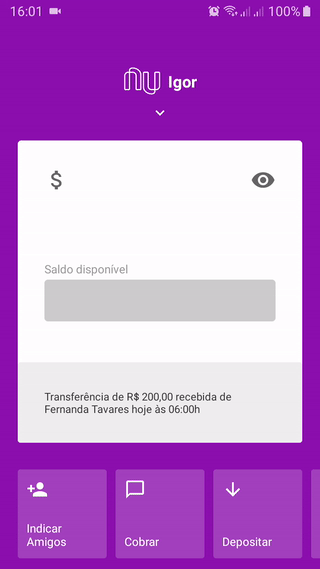 16:01
100%
nu Igor
$
Saldo disponível
Transferência de R$ 200,00 recebida de
Fernanda Tavares hoje às 06:00h
Indicar
Amigos
Cobrar
Depositar